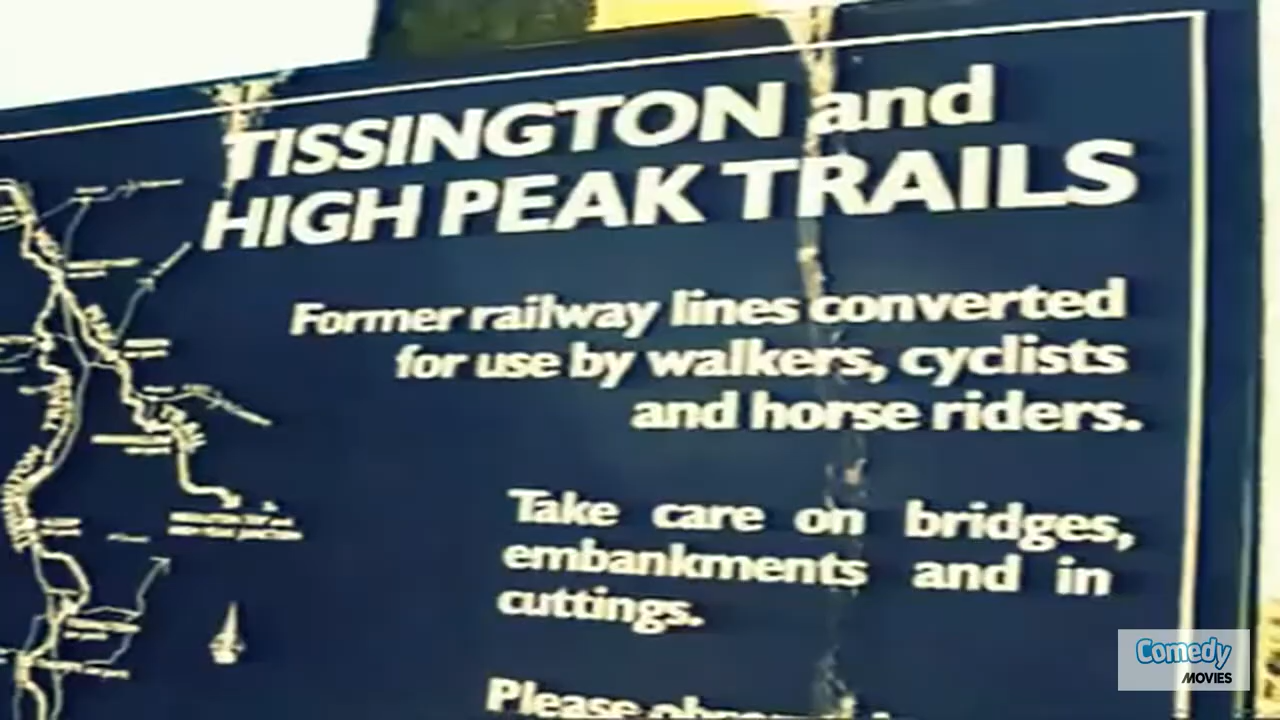 TISSINGTON and
HIGH PEAK TRAILS
Former railway lines converted
for use by walkers, cyclists
and horse riders.
Take care on bridges,
embankments and in
cuttings.
Please
Comedy
MOVIES